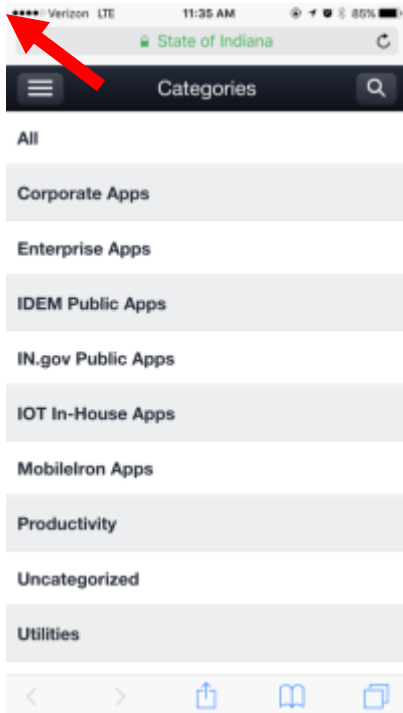 Verizon LTE 11:35 AM 85%
State of Indiana
Categories
All
Corporate Apps
Enterprise Apps
IDEM Public Apps
IN.gov Public Apps
IOT In-House Apps
MobileIron Apps
Productivity
Uncategorized
Utilities